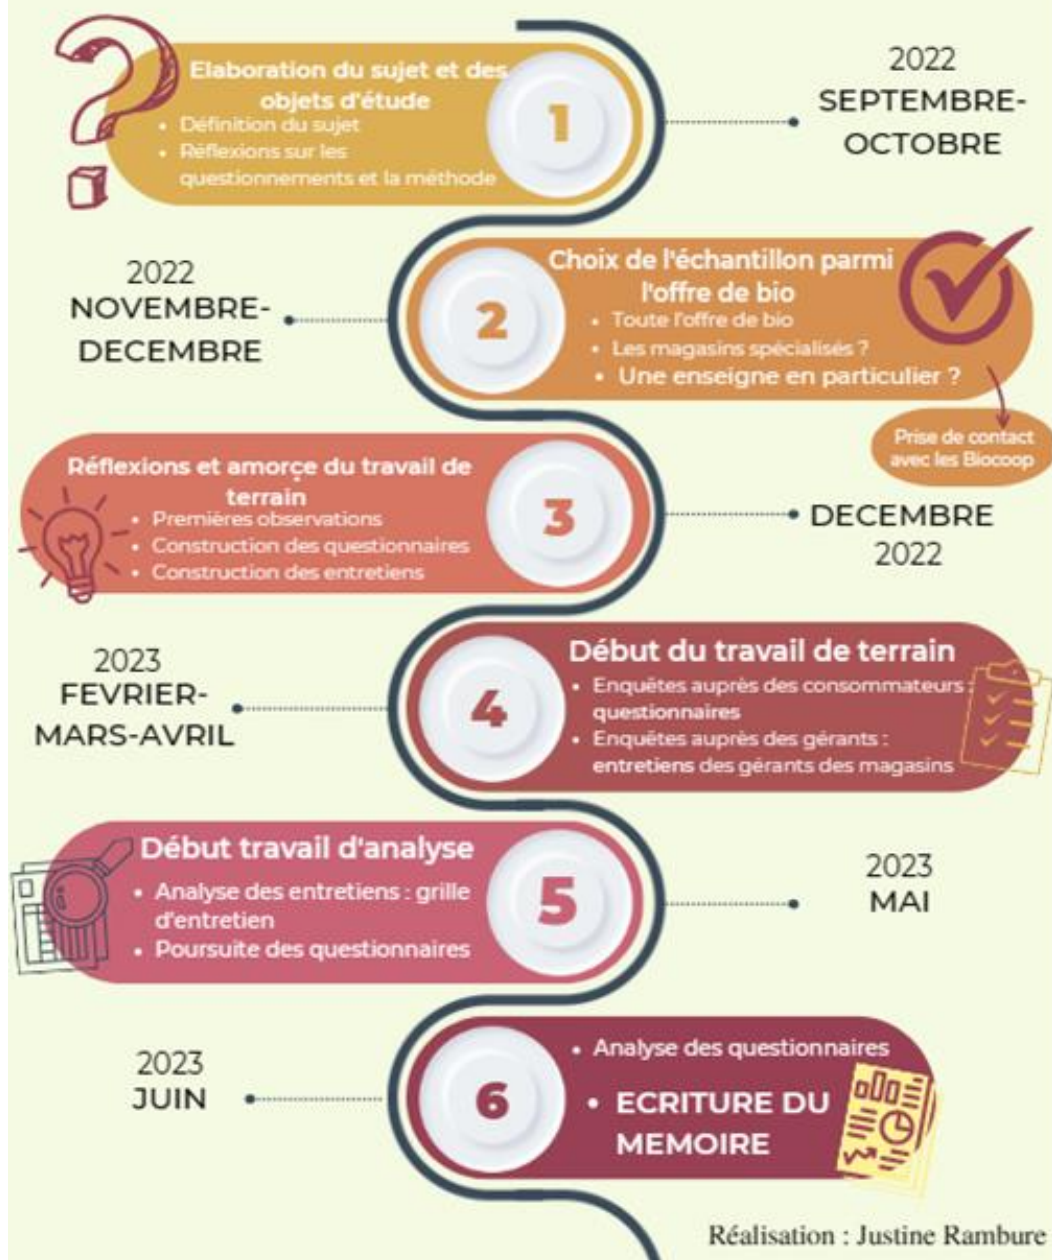 Elaboration du sujet et des
objets d'étude
• Définition du sujet
• Réflexions sur les
questionnements et la méthode
1
2022
SEPTEMBRE-
OCTOBRE
2022
NOVEMBRE-
DECEMBRE
2
Choix de l'échantillon parmi
l'offre de bio
• Toute l'offre de bio
• Les magasins spécialisés ?
• Une enseigne en particulier ?
Prise de contact
avec les Biocoop
Réflexions et amorçe du travail de
terrain
• Premières observations
• Construction des questionnaires
• Construction des entretiens
3
DECEMBRE
2022
2023
FEVRIER-
MARS-AVRIL
4
Début du travail de terrain
• Enquêtes auprès des consommateurs :
questionnaires
• Enquêtes auprès des gérants :
entretiens des gérants des magasins
Début travail d'analyse
• Analyse des entretiens : grille
d'entretien
• Poursuite des questionnaires
5
2023
MAI
2023
JUIN
6
• Analyse des questionnaires
• ECRITURE DU
MEMOIRE
Réalisation : Justine Rambure